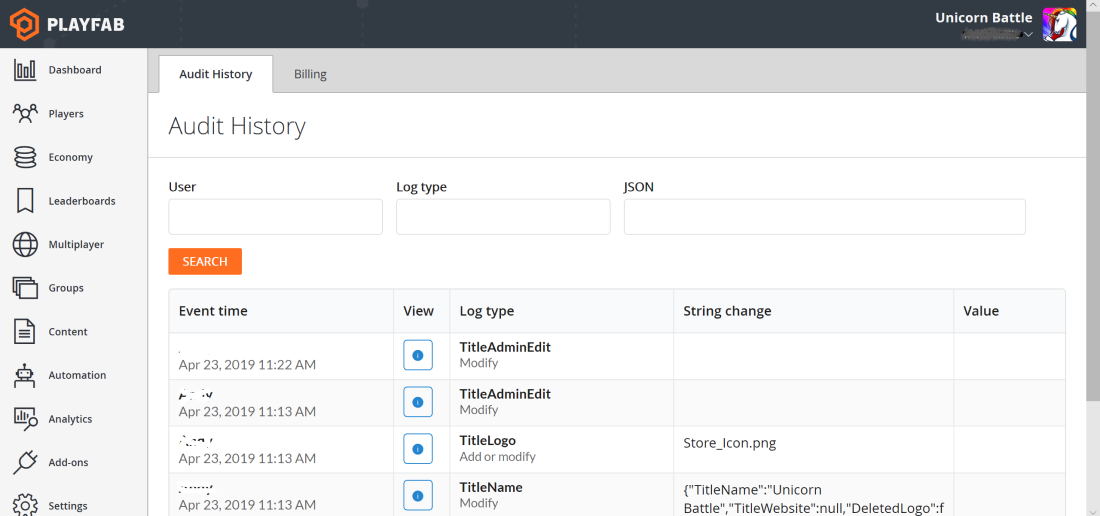 PLAYFAB
Unicorn Battle
Dashboard
Players
Economy
Leaderboards
Multiplayer
Groups
Content
Automation
Analytics
Add-ons
Settings
Audit History
Billing
Audit History
User
Log type
JSON
SEARCH
Event time
View
Log type
String change
Value
Apr 23, 2019 11:22 AM
TitleAdminEdit
Modify
Apr 23, 2019 11:13 AM
TitleAdminEdit
Modify
Apr 23, 2019 11:13 AM
TitleLogo
Add or modify
Store_Icon.png
Apr 23, 2019 11:13 AM
TitleName
Modify
{"TitleName":"Unicorn
Battle","TitleWebsite":null,"DeletedLogo":f